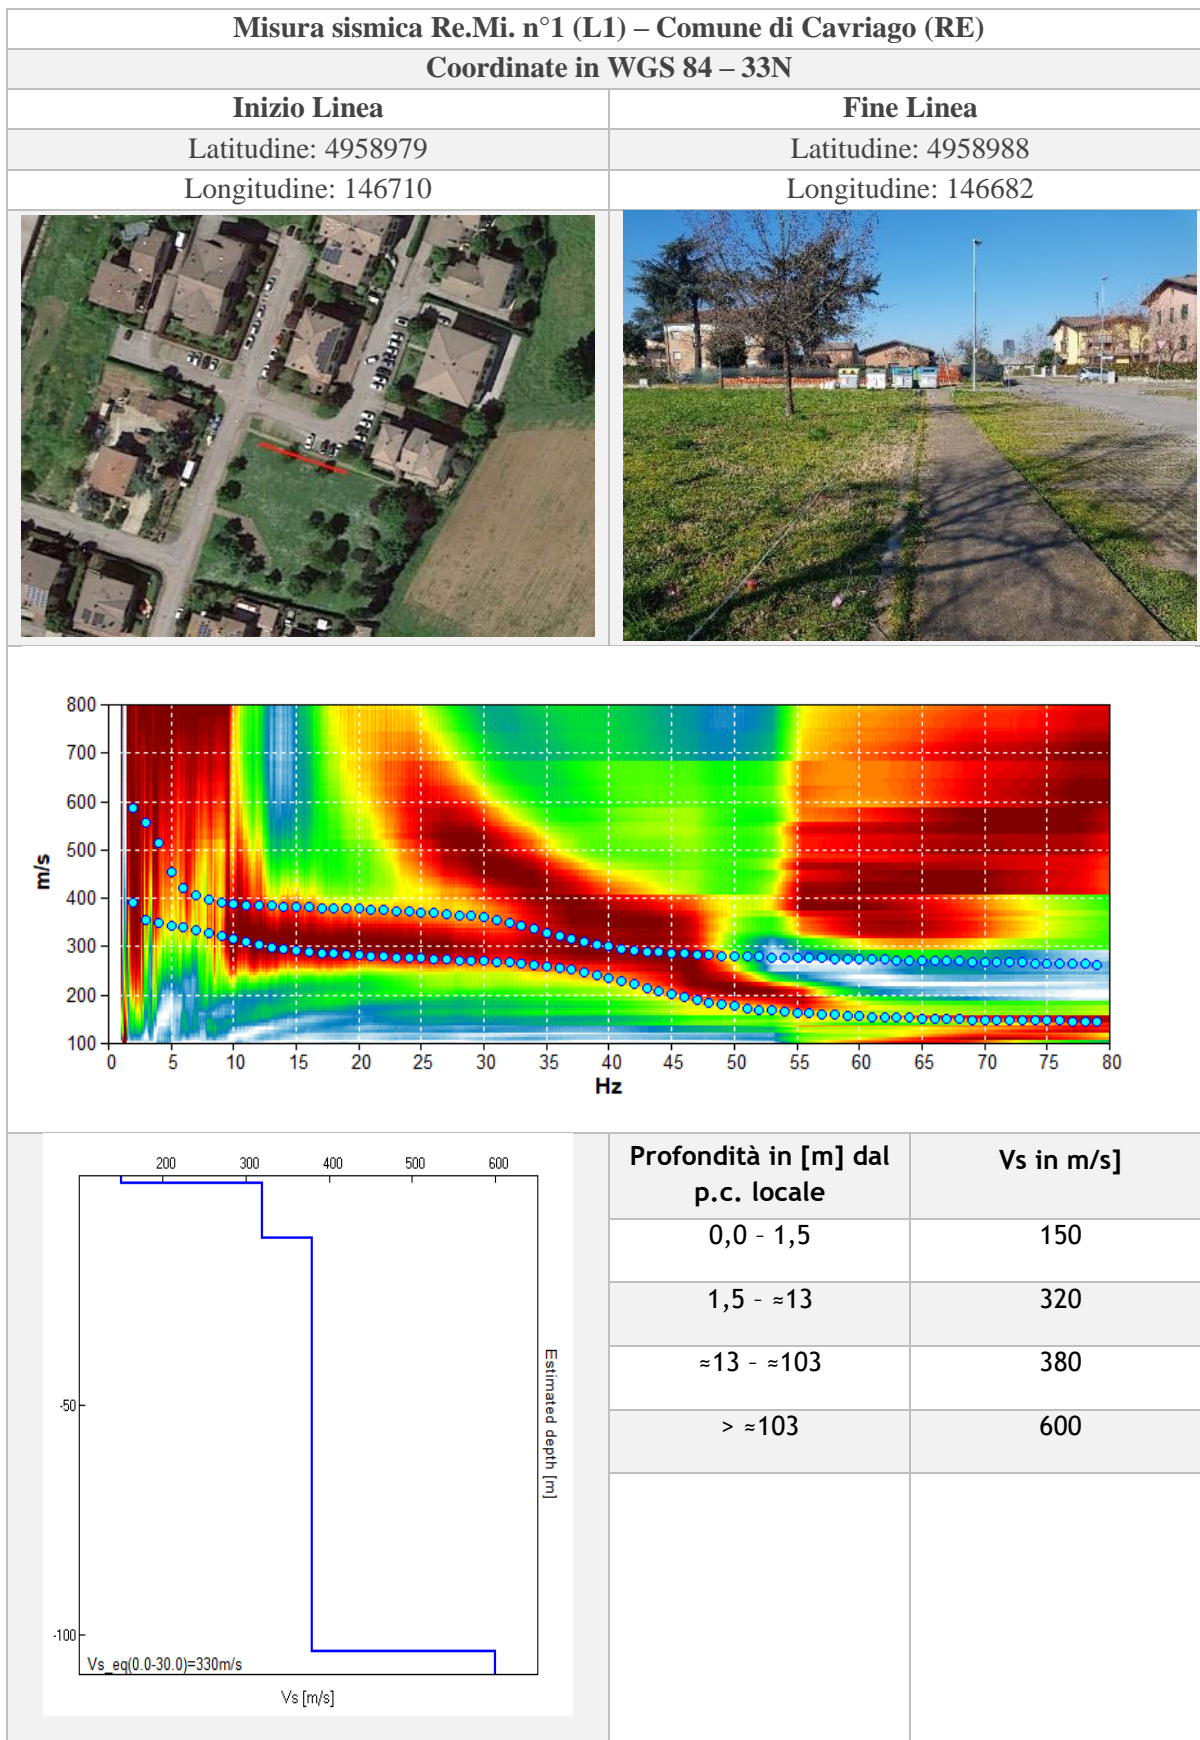 Misura sismica Re.Mi. n°1 (L1) – Comune di Cavriago (RE)
Coordinate in WGS 84 – 33N
Inizio Linea
Fine Linea
Latitudine: 4958979
Latitudine: 4958988
Longitudine: 146710
Longitudine: 146682
800
700
600
500
400
300
200
100
m/s
0 5 10 15 20 25 30 35 40 45 50 55 60 65 70 75 80
Hz
200 300 400 500 600
-50
-100
Estimated depth [m]
Vs_eq(0.0-30.0)=330m/s
Vs [m/s]
Profondità in [m] dal
p.c. locale
Vs in m/s]
0,0 – 1,5
150
1,5 – ≈13
320
≈13 – ≈103
380
> ≈103
600